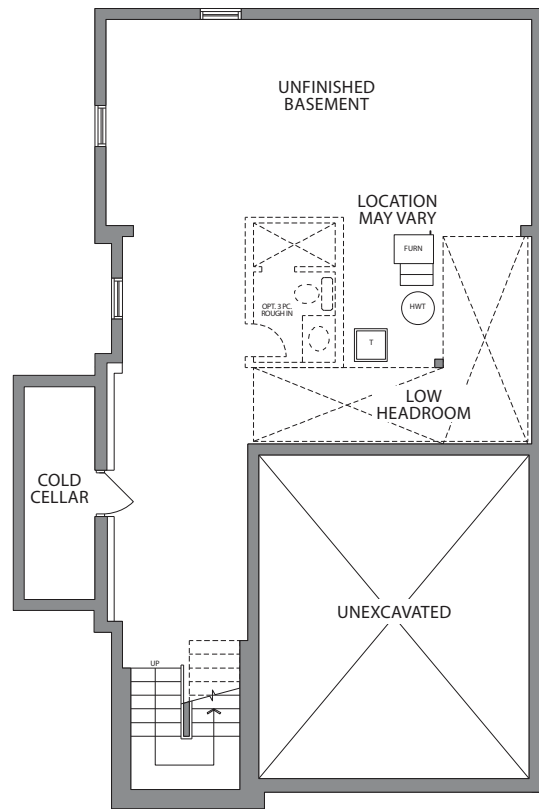 UNFINISHED
BASEMENT
LOCATION
MAY VARY
FURN
OPT. 3 PC.
ROUGH IN
HWT
T
LOW
HEADROOM
COLD
CELLAR
UNEXCAVATED
UP